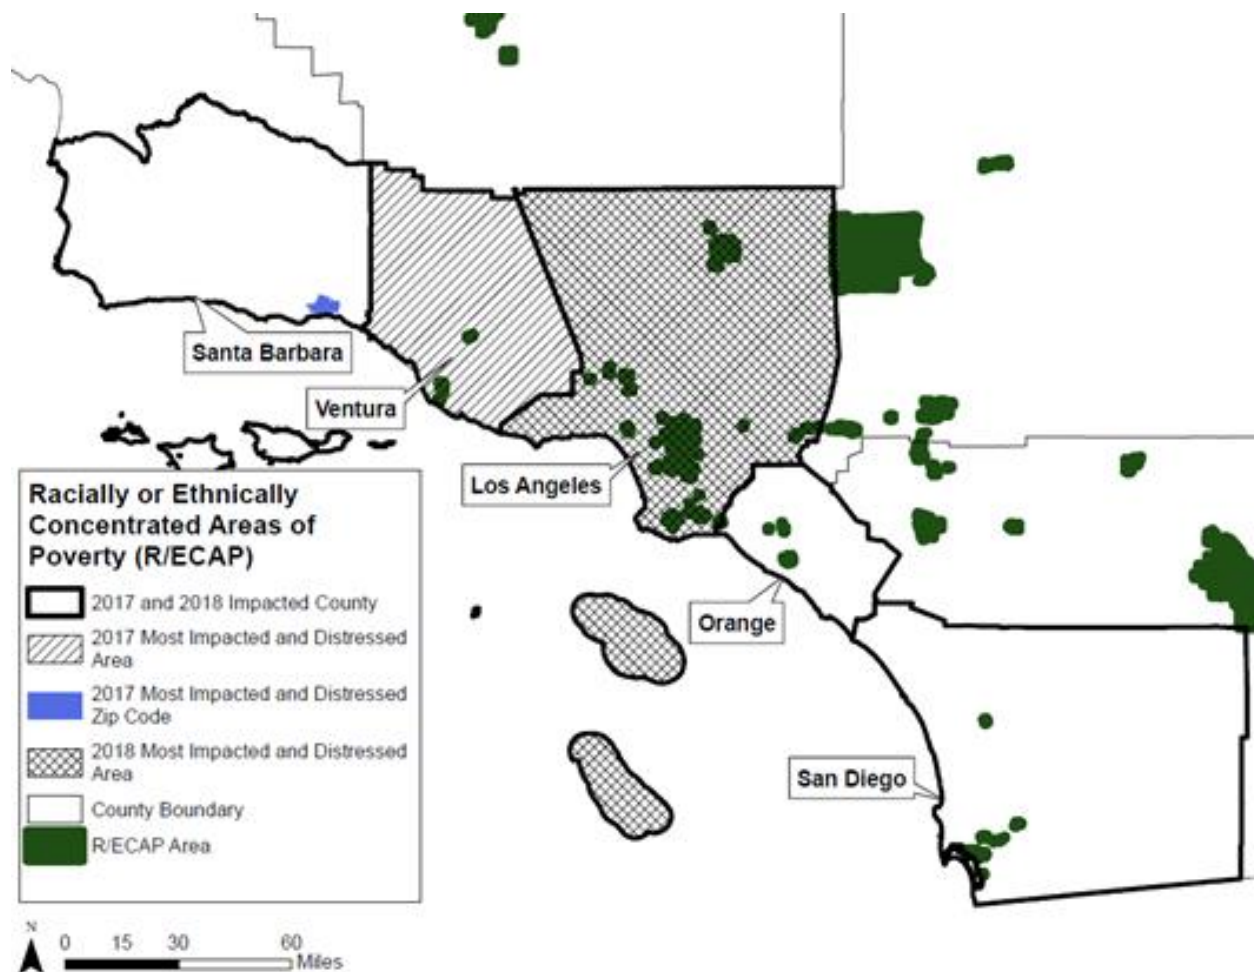 Santa Barbara
Ventura
Los Angeles
Orange
San Diego
Racially or Ethnically
Concentrated Areas of
Poverty (R/ECAP)
2017 and 2018 Impacted County
2017 Most Impacted and Distressed
Area
2017 Most Impacted and Distressed
Zip Code
2018 Most Impacted and Distressed
Area
County Boundary
R/ECAP Area
N
0 15 30 60
Miles